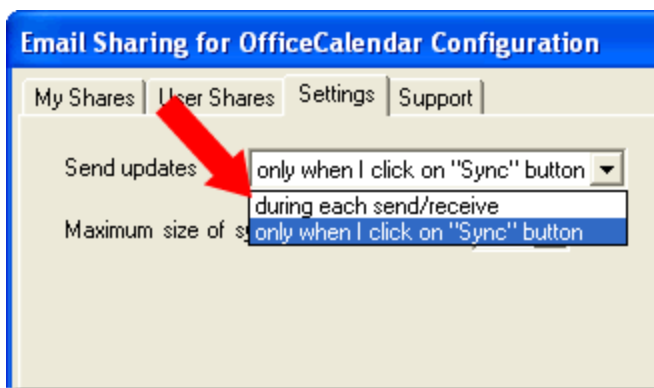 Email Sharing for OfficeCalendar Configuration
My Shares User Shares Settings Support
Send updates only when I click on "Sync" button
during each send/receive
Maximum size of only when I click on "Sync" button